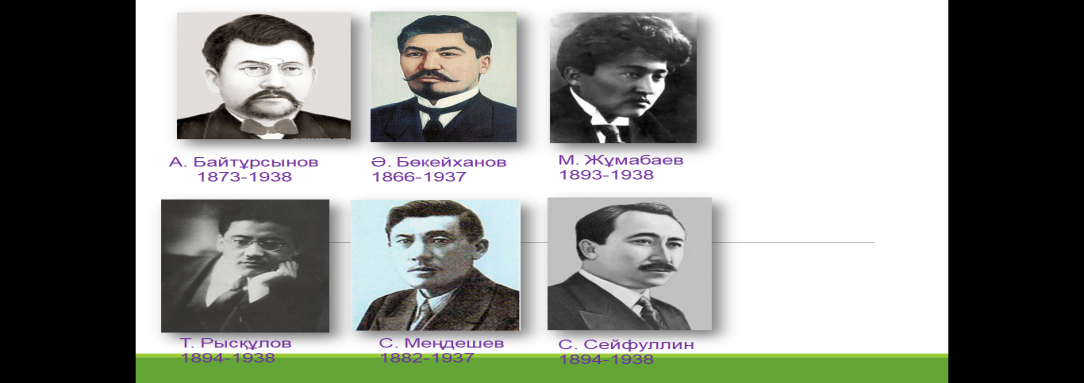 А. Байтұрсынов
1873-1938
Ә. Бөкейханов
1866-1937
М. Жұмабаев
1893-1938
Т. Рысқұлов
1894-1938
С. Меңдешев
1882-1937
С. Сейфуллин
1894-1938